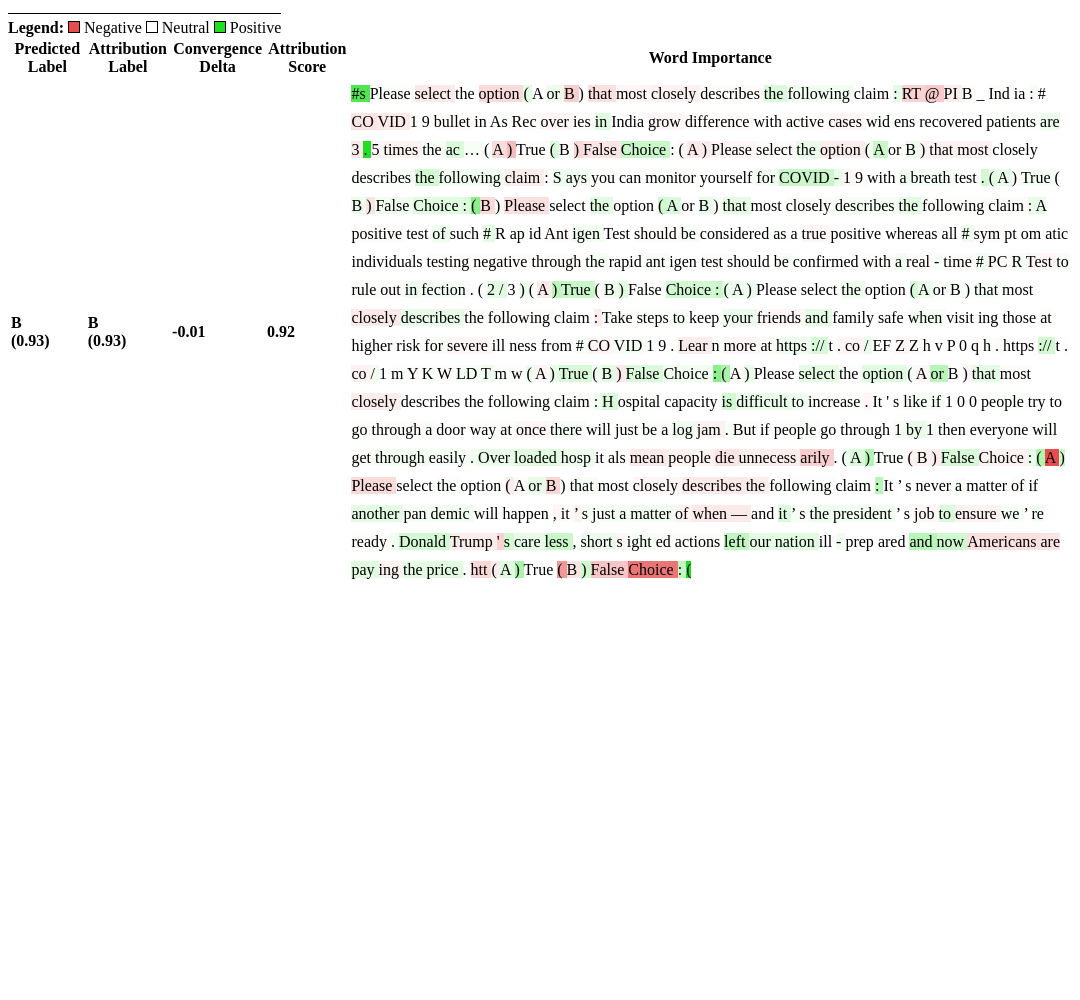 Legend: Negative Neutral Positive
Predicted Label Attribution Label Convergence Delta Attribution Score Word Importance
#s Please select the option ( A or B ) that most closely describes the following claim : RT @ PI B _ Ind ia : #
CO VID 1 9 bullet in As Rec over ies in India grow difference with active cases wid ens recovered patients are
3 . 5 times the ac … ( A ) True ( B ) False Choice : ( A ) Please select the option ( A or B ) that most closely
describes the following claim : S ays you can monitor yourself for COVID - 1 9 with a breath test . ( A ) True (
B ) False Choice : ( B ) Please select the option ( A or B ) that most closely describes the following claim : A
positive test of such # R ap id Ant igen Test should be considered as a true positive whereas all # sym pt om atic
individuals testing negative through the rapid ant igen test should be confirmed with a real - time # PC R Test to
rule out in fection . ( 2 / 3 ) ( A ) True ( B ) False Choice : ( A ) Please select the option ( A or B ) that most
closely describes the following claim : Take steps to keep your friends and family safe when visit ing those at
B (0.93) B (0.93) -0.01 0.92
higher risk for severe ill ness from # CO VID 1 9 . Lear n more at https :// t . co / EF Z Z h v P 0 q h . https :// t .
co / 1 m Y K W LD T m w ( A ) True ( B ) False Choice : ( A ) Please select the option ( A or B ) that most
closely describes the following claim : H ospital capacity is difficult to increase . It ' s like if 1 0 0 people try to
go through a door way at once there will just be a log jam . But if people go through 1 by 1 then everyone will
get through easily . Over loaded hosp it als mean people die unnecess arily . ( A ) True ( B ) False Choice : ( A )
Please select the option ( A or B ) that most closely describes the following claim : It ’ s never a matter of if
another pan demic will happen , it ’ s just a matter of when — and it ’ s the president ’ s job to ensure we ’ re
ready . Donald Trump ' s care less , short s ight ed actions left our nation ill - prep ared and now Americans are
pay ing the price . htt ( A ) True ( B ) False Choice : (